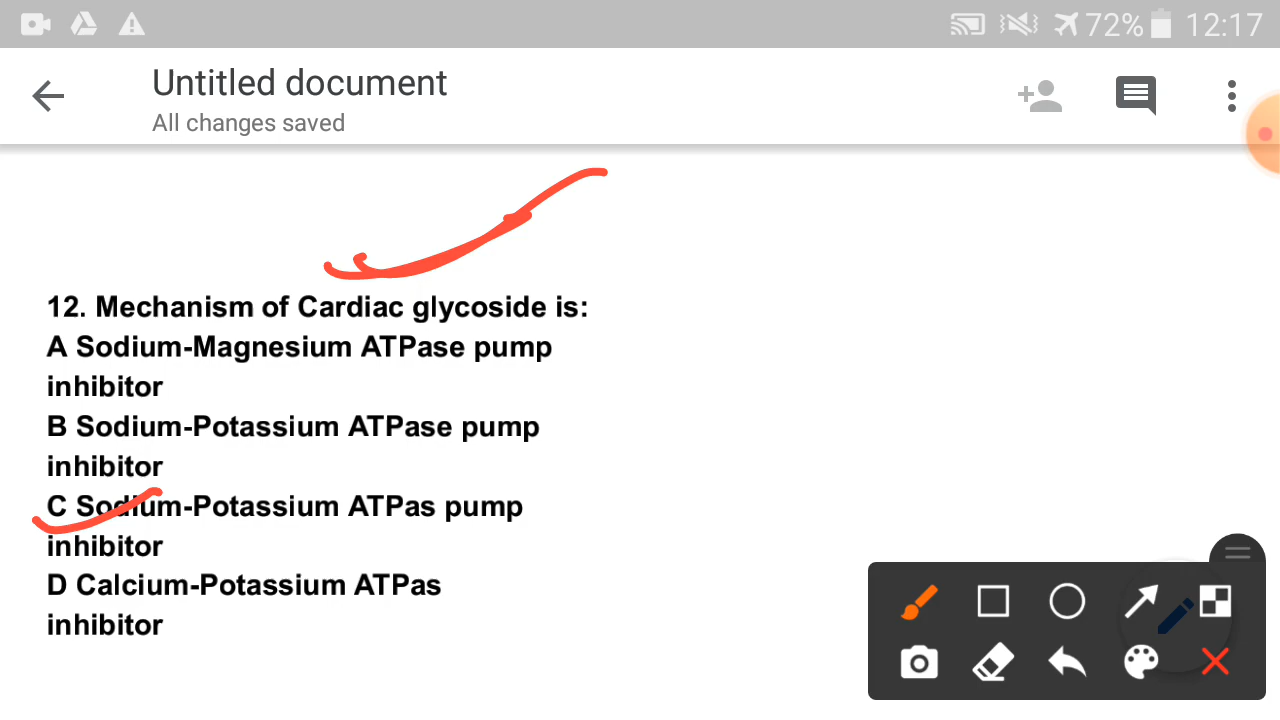 72% 12:17
Untitled document
All changes saved
12. Mechanism of Cardiac glycoside is:
A Sodium-Magnesium ATPase pump
inhibitor
B Sodium-Potassium ATPase pump
inhibitor
C Sodium-Potassium ATPas pump
inhibitor
D Calcium-Potassium ATPas
inhibitor